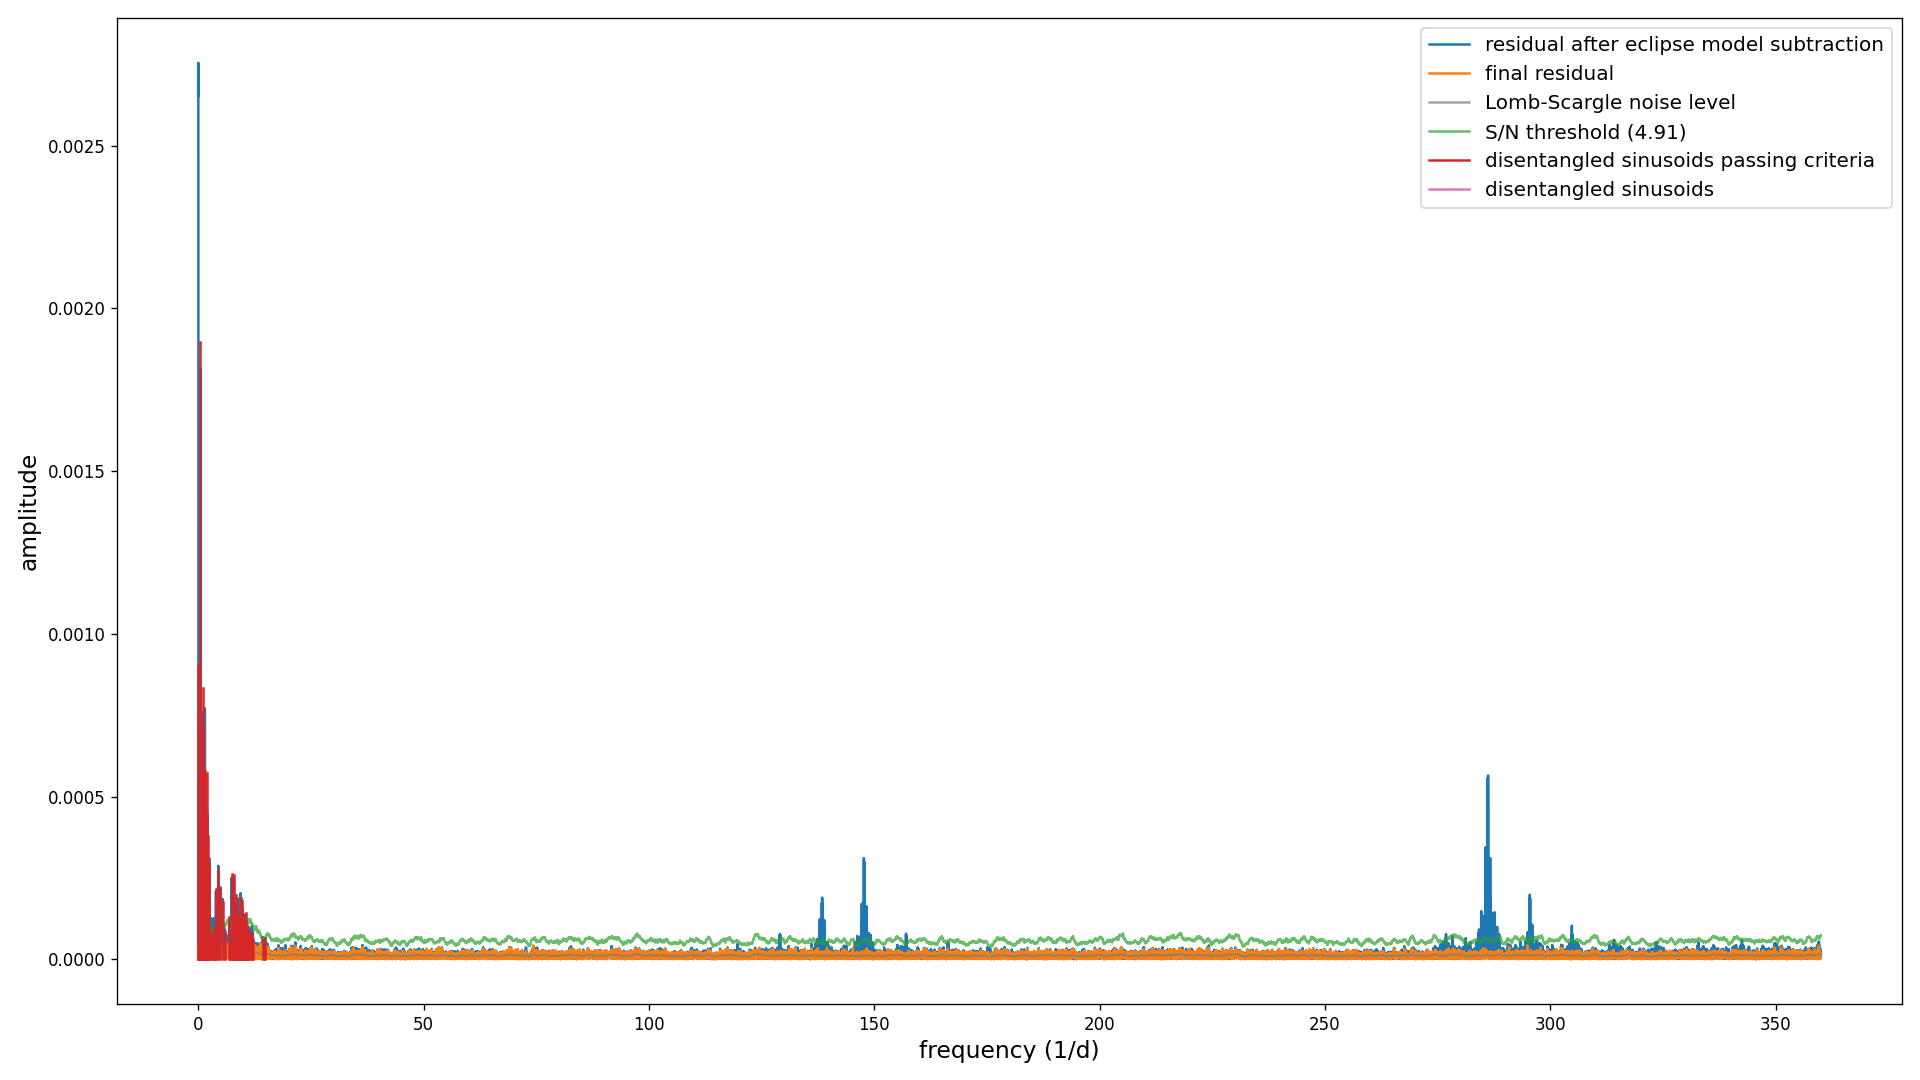 residual after eclipse model subtraction
final residual
Lomb-Scargle noise level
S/N threshold (4.91)
disentangled sinusoids passing criteria
disentangled sinusoids
amplitude
0.0025
0.0020
0.0015
0.0010
0.0005
0.0000
0 50 100 150 200 250 300 350
frequency (1/d)